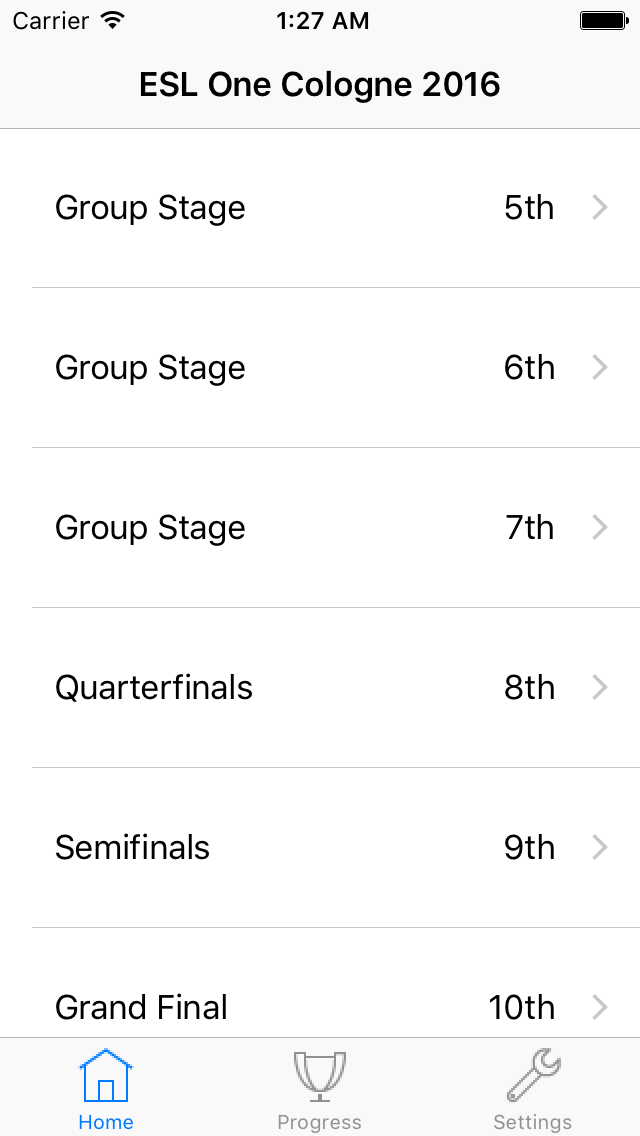 Carrier 1:27 AM
ESL One Cologne 2016
Group Stage 5th
Group Stage 6th
Group Stage 7th
Quarterfinals 8th
Semifinals 9th
Grand Final 10th
Home Progress Settings